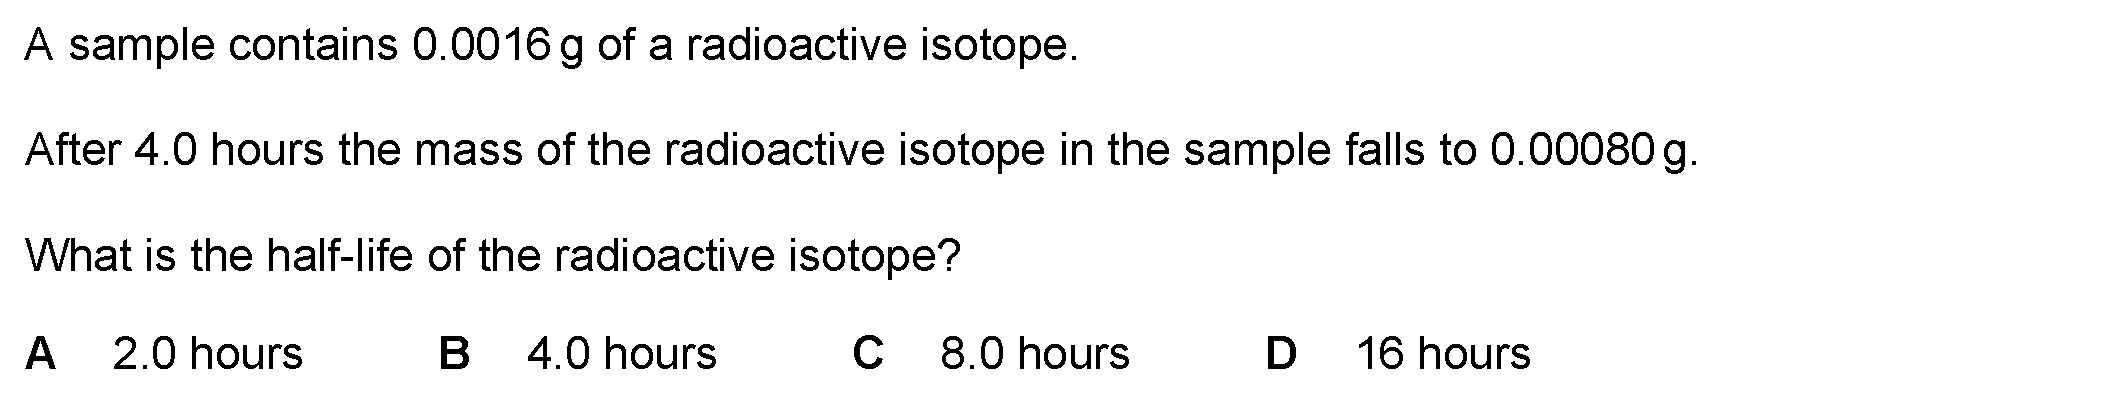 A sample contains 0.0016 g of a radioactive isotope.
After 4.0 hours the mass of the radioactive isotope in the sample falls to 0.00080 g.
What is the half-life of the radioactive isotope?
A 2.0 hours B 4.0 hours C 8.0 hours D 16 hours